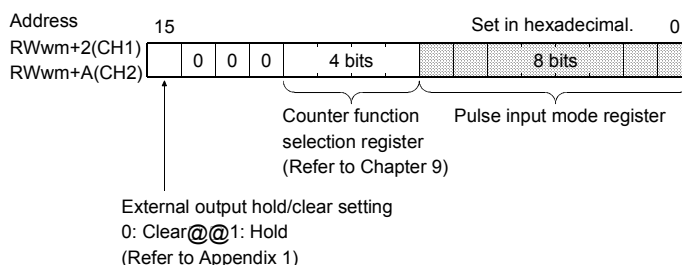 Address
15
Set in hexadecimal.
0
RWwm+2(CH1)
RWwm+A(CH2)
0 0 0 4 bits 8 bits
Counter function
selection register
(Refer to Chapter 9)
Pulse input mode register
External output hold/clear setting
0: Clear@@1: Hold
(Refer to Appendix 1)